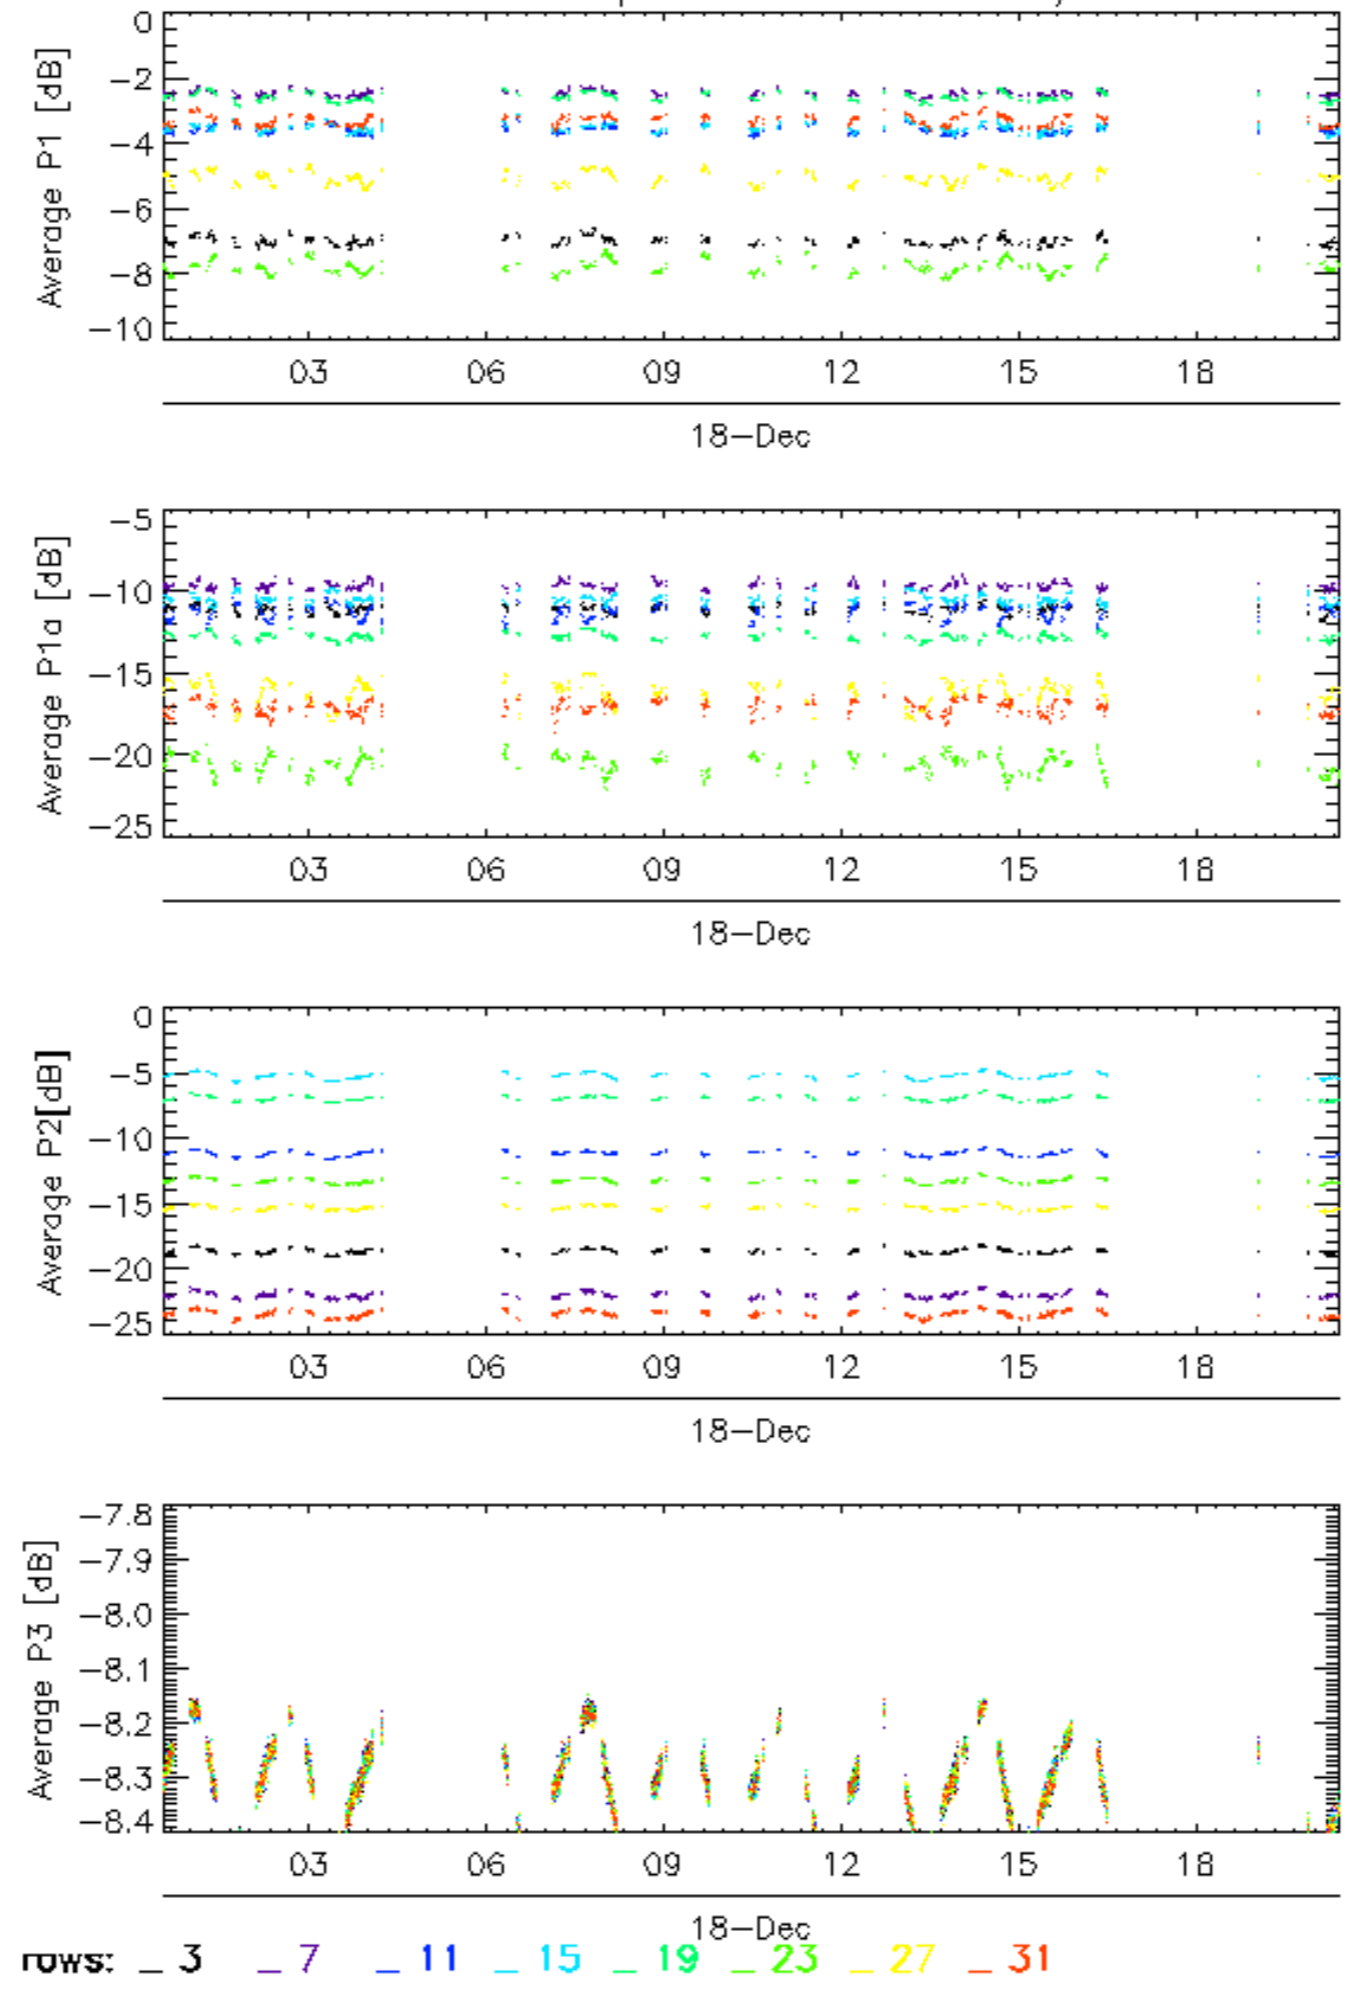 0
-2
-4
-6
-8
-10
Average P1 [dB]
03 06 09 12 15 18
18-Dec
-5
-10
-15
-20
-25
Average P1a [dB]
03 06 09 12 15 18
18-Dec
0
-5
-10
-15
-20
-25
Average P2[dB]
03 06 09 12 15 18
18-Dec
-7.8
-7.9
-8.0
-8.1
-8.2
-8.3
-8.4
Average P3 [dB]
03 06 09 12 15 18
18-Dec
rows: _ 3 _ 7 _ 11 _ 15 _ 19 _ 23 _ 27 _ 31